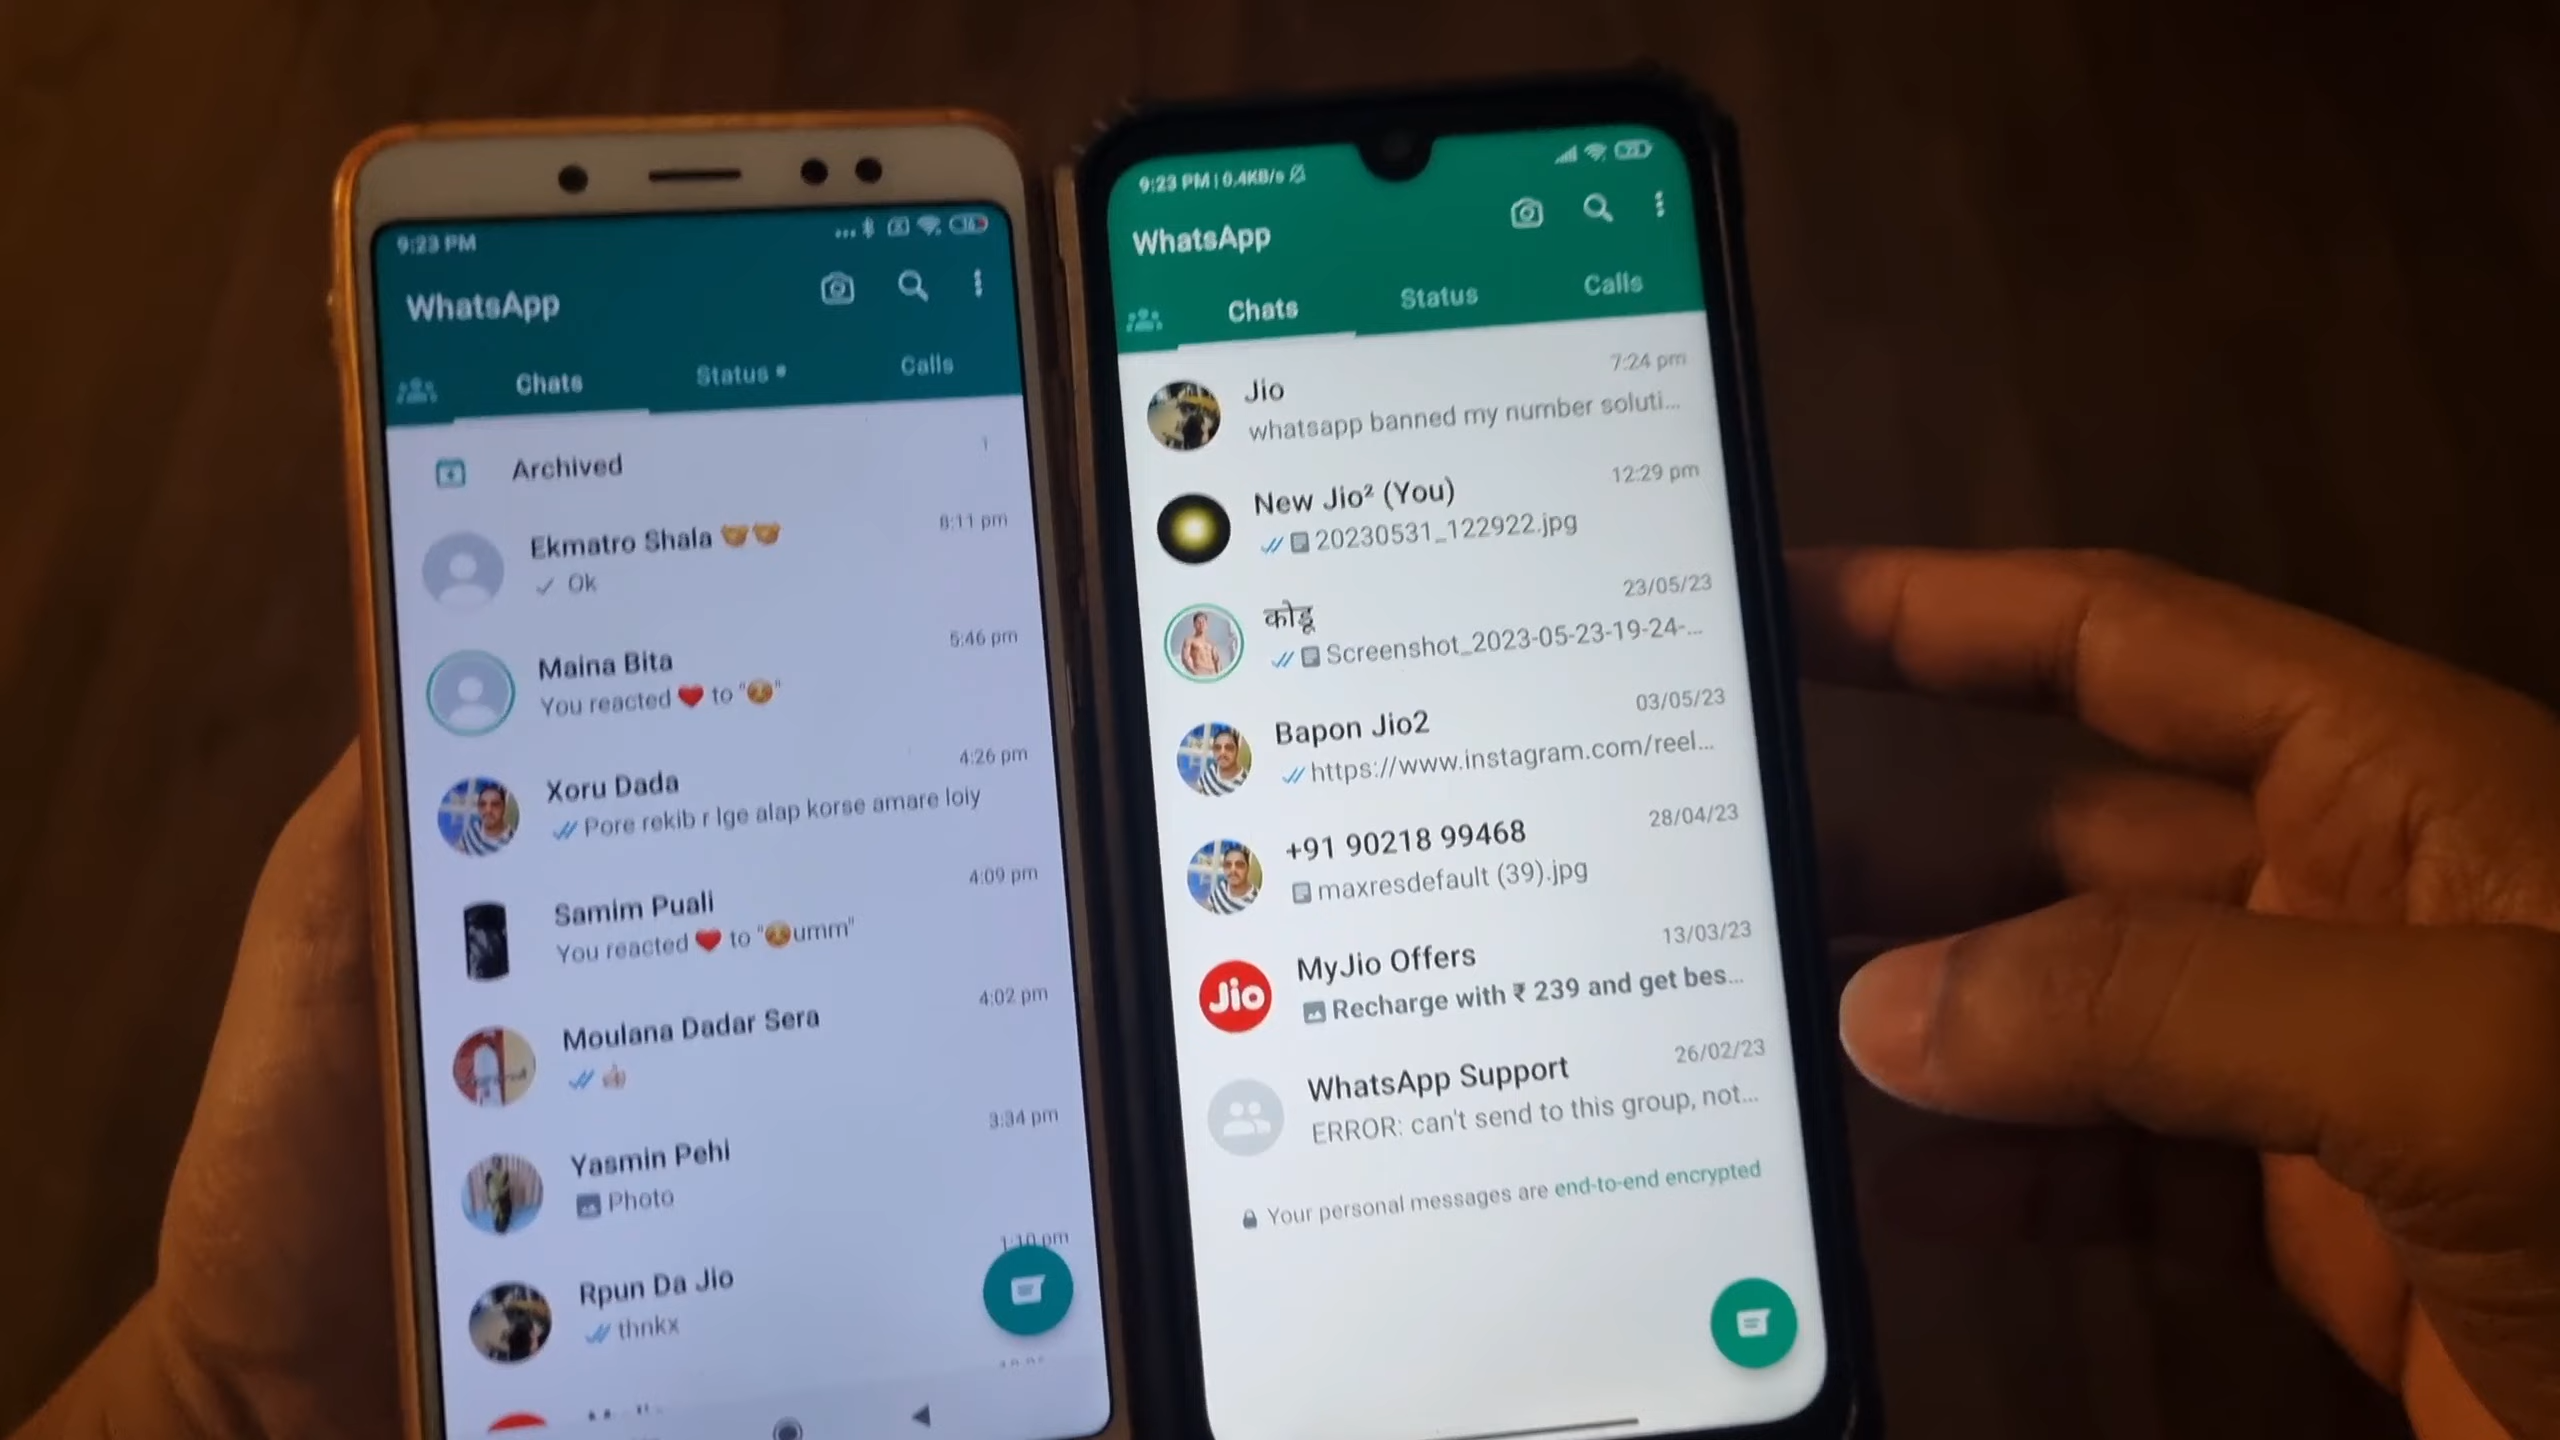 9:23 PM
WhatsApp
Chats
Status
Calls
Archived
1
Ekmatro Shala
8:11 pm
Ok
Maina Bita
5:46 pm
You reacted ❤️ to "😊"
Xoru Dada
4:26 pm
Pore rekib r lge alap korse amare loiy
Samim Puali
4:09 pm
You reacted ❤️ to "😊umm"
Moulana Dadar Sera
4:02 pm
Yasmin Pehi
3:34 pm
Photo
Rpun Da Jio
1:10 pm
thnkx
9:23 PM | 0.4KB/s
WhatsApp
Chats
Status
Calls
Jio
7:24 pm
whatsapp banned my number soluti...
New Jio² (You)
12:29 pm
20230531_122922.jpg
कोडू
23/05/23
Screenshot_2023-05-23-19-24-...
Bapon Jio2
03/05/23
https://www.instagram.com/reel...
+91 90218 99468
28/04/23
maxresdefault (39).jpg
Jio
MyJio Offers
13/03/23
Recharge with ₹ 239 and get bes...
WhatsApp Support
26/02/23
ERROR: can't send to this group, not...
Your personal messages are end-to-end encrypted